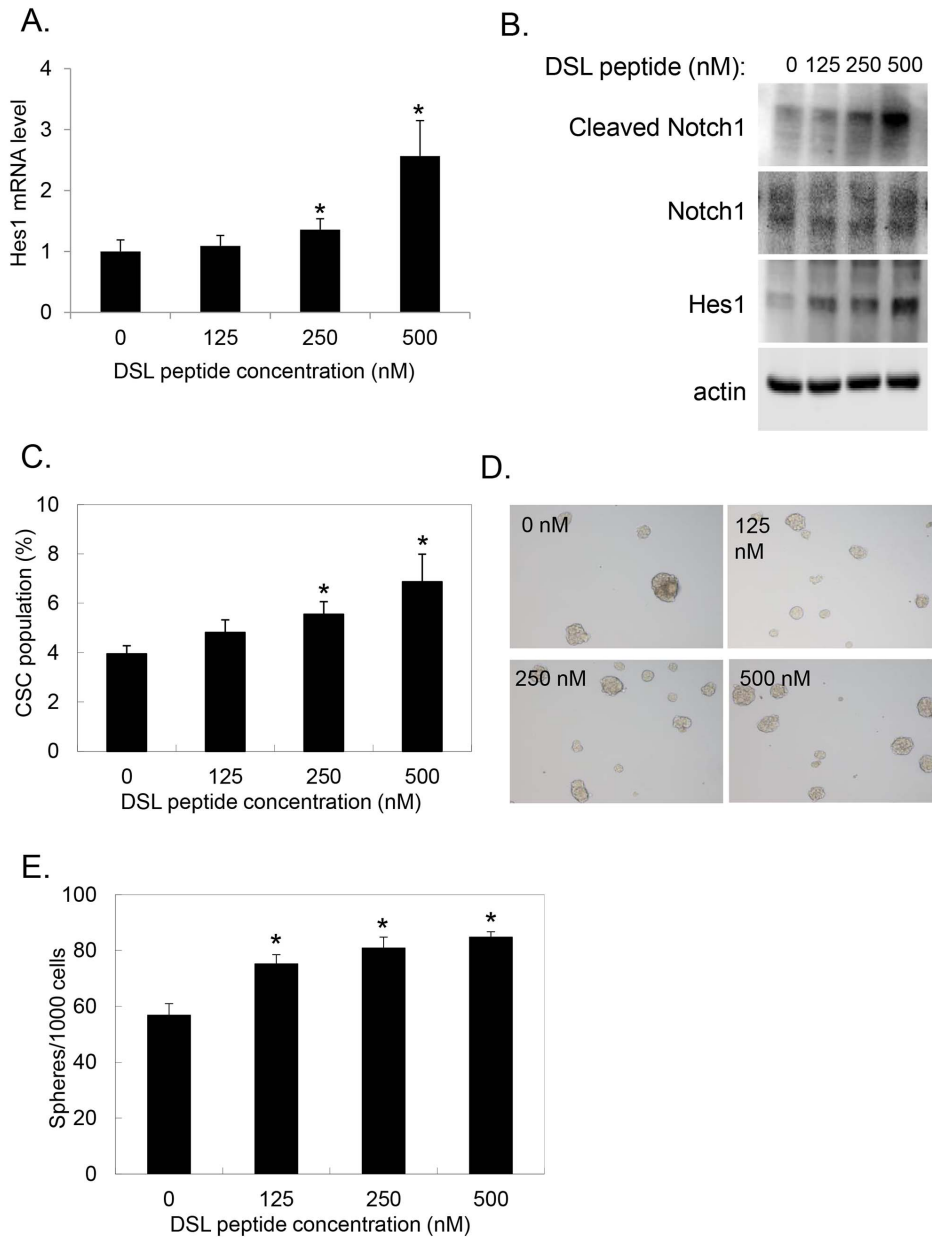 A.
Hes1 mRNA level
4
3
2
1
0
*
*
0 125 250 500
DSL peptide concentration (nM)
B.
DSL peptide (nM): 0 125 250 500
Cleaved Notch1
Notch1
Hes1
actin
C.
CSC population (%)
10
8
6
4
2
0
*
*
0 125 250 500
DSL peptide concentration (nM)
D.
0 nM
125
nM
250 nM
500 nM
E.
Spheres/1000 cells
100
80
60
40
20
0
* * *
0 125 250 500
DSL peptide concentration (nM)